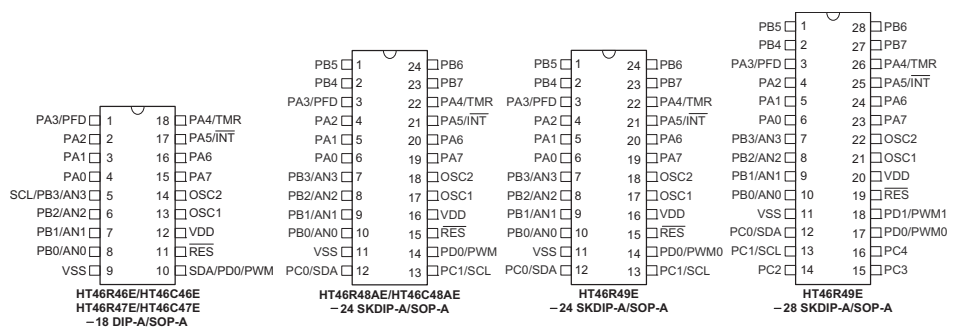 PA3/PFD 1 18 PA4/TMR
PA2 2 17 PA5/INT
PA1 3 16 PA6
PA0 4 15 PA7
SCL/PB3/AN3 5 14 OSC2
PB2/AN2 6 13 OSC1
PB1/AN1 7 12 VDD
PB0/AN0 8 11 RES
VSS 9 10 SDA/PD0/PWM
HT46R46E/HT46C46E
HT46R47E/HT46C47E
–18 DIP-A/SOP-A
PB5 1 24 PB6
PB4 2 23 PB7
PA3/PFD 3 22 PA4/TMR
PA2 4 21 PA5/INT
PA1 5 20 PA6
PA0 6 19 PA7
PB3/AN3 7 18 OSC2
PB2/AN2 8 17 OSC1
PB1/AN1 9 16 VDD
PB0/AN0 10 15 RES
VSS 11 14 PD0/PWM
PC0/SDA 12 13 PC1/SCL
HT46R48AE/HT46C48AE
–24 SKDIP-A/SOP-A
PB5 1 24 PB6
PB4 2 23 PB7
PA3/PFD 3 22 PA4/TMR
PA2 4 21 PA5/INT
PA1 5 20 PA6
PA0 6 19 PA7
PB3/AN3 7 18 OSC2
PB2/AN2 8 17 OSC1
PB1/AN1 9 16 VDD
PB0/AN0 10 15 RES
VSS 11 14 PD0/PWM0
PC0/SDA 12 13 PC1/SCL
HT46R49E
–24 SKDIP-A/SOP-A
PB5 1 28 PB6
PB4 2 27 PB7
PA3/PFD 3 26 PA4/TMR
PA2 4 25 PA5/INT
PA1 5 24 PA6
PA0 6 23 PA7
PB3/AN3 7 22 OSC2
PB2/AN2 8 21 OSC1
PB1/AN1 9 20 VDD
PB0/AN0 10 19 RES
VSS 11 18 PD1/PWM1
PC0/SDA 12 17 PD0/PWM0
PC1/SCL 13 16 PC4
PC2 14 15 PC3
HT46R49E
–28 SKDIP-A/SOP-A